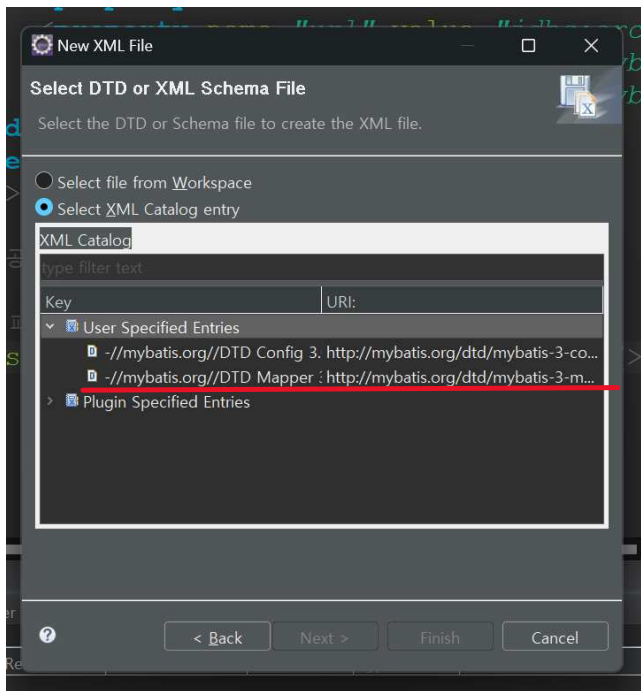 New XML File
Select DTD or XML Schema File
Select the DTD or Schema file to create the XML file.
Select file from Workspace
Select XML Catalog entry
XML Catalog
type filter text
Key URI:
User Specified Entries
-//mybatis.org//DTD Config 3. http://mybatis.org/dtd/mybatis-3-co...
-//mybatis.org//DTD Mapper http://mybatis.org/dtd/mybatis-3-m...
Plugin Specified Entries
? < Back Next > Finish Cancel